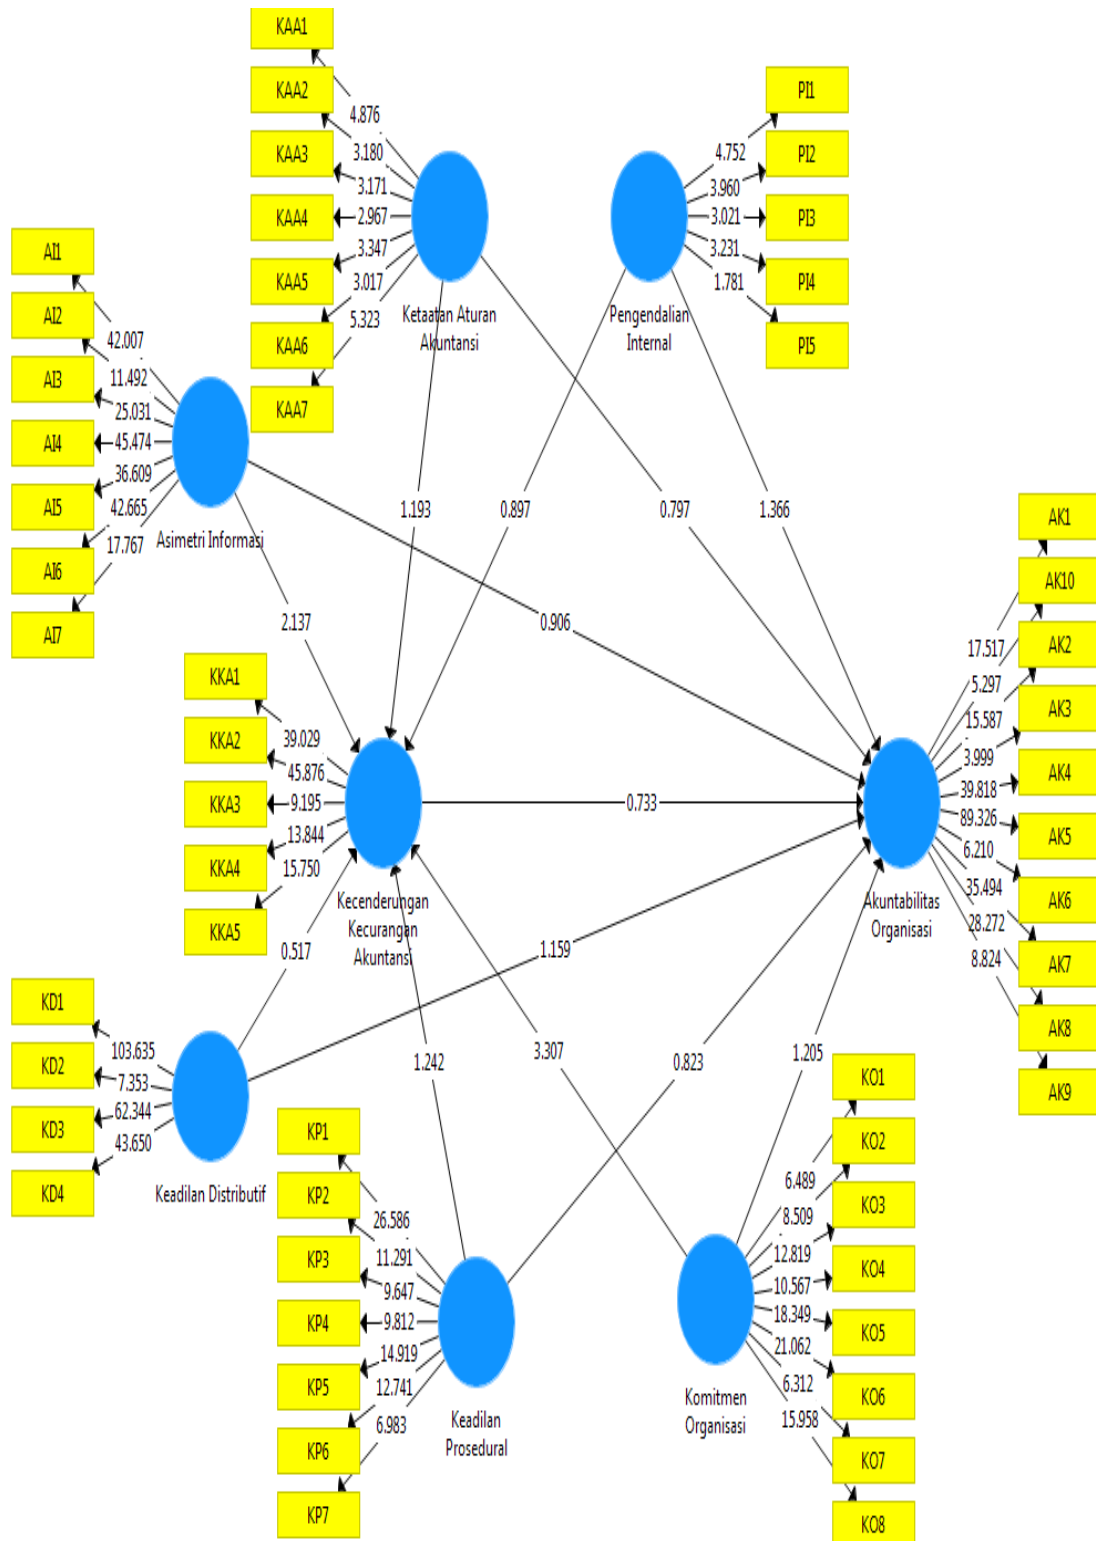 KAA1
KAA2
KAA3
KAA4
KAA5
KAA6
KAA7
4.876
3.180
3.171
2.967
3.347
3.017
5.323
Ketaatan Aturan
Akuntansi
PI1
PI2
PI3
PI4
PI5
4.752
3.960
3.021
3.231
1.781
Pengendalian
Internal
AI1
AI2
AI3
AI4
AI5
AI6
AI7
42.007
11.492
25.031
45.474
36.609
42.665
17.767
Asimetri Informasi
1.193
0.897
0.797
1.366
2.137
0.906
KKA1
KKA2
KKA3
KKA4
KKA5
39.029
45.876
9.195
13.844
15.750
Kecenderungan
Kecurangan
Akuntansi
0.733
AK1
AK10
AK2
AK3
AK4
AK5
AK6
AK7
AK8
AK9
17.517
5.297
15.587
3.999
39.818
89.326
6.210
35.494
28.272
8.824
Akuntabilitas
Organisasi
0.517
1.159
1.242
3.307
0.823
1.205
KD1
KD2
KD3
KD4
103.635
7.353
62.344
43.650
Keadilan Distributif
KP1
KP2
KP3
KP4
KP5
KP6
KP7
26.586
11.291
9.647
9.812
14.919
12.741
6.983
Keadilan
Prosedural
KO1
KO2
KO3
KO4
KO5
KO6
KO7
KO8
6.489
8.509
12.819
10.567
18.349
21.062
6.312
15.958
Komitmen
Organisasi